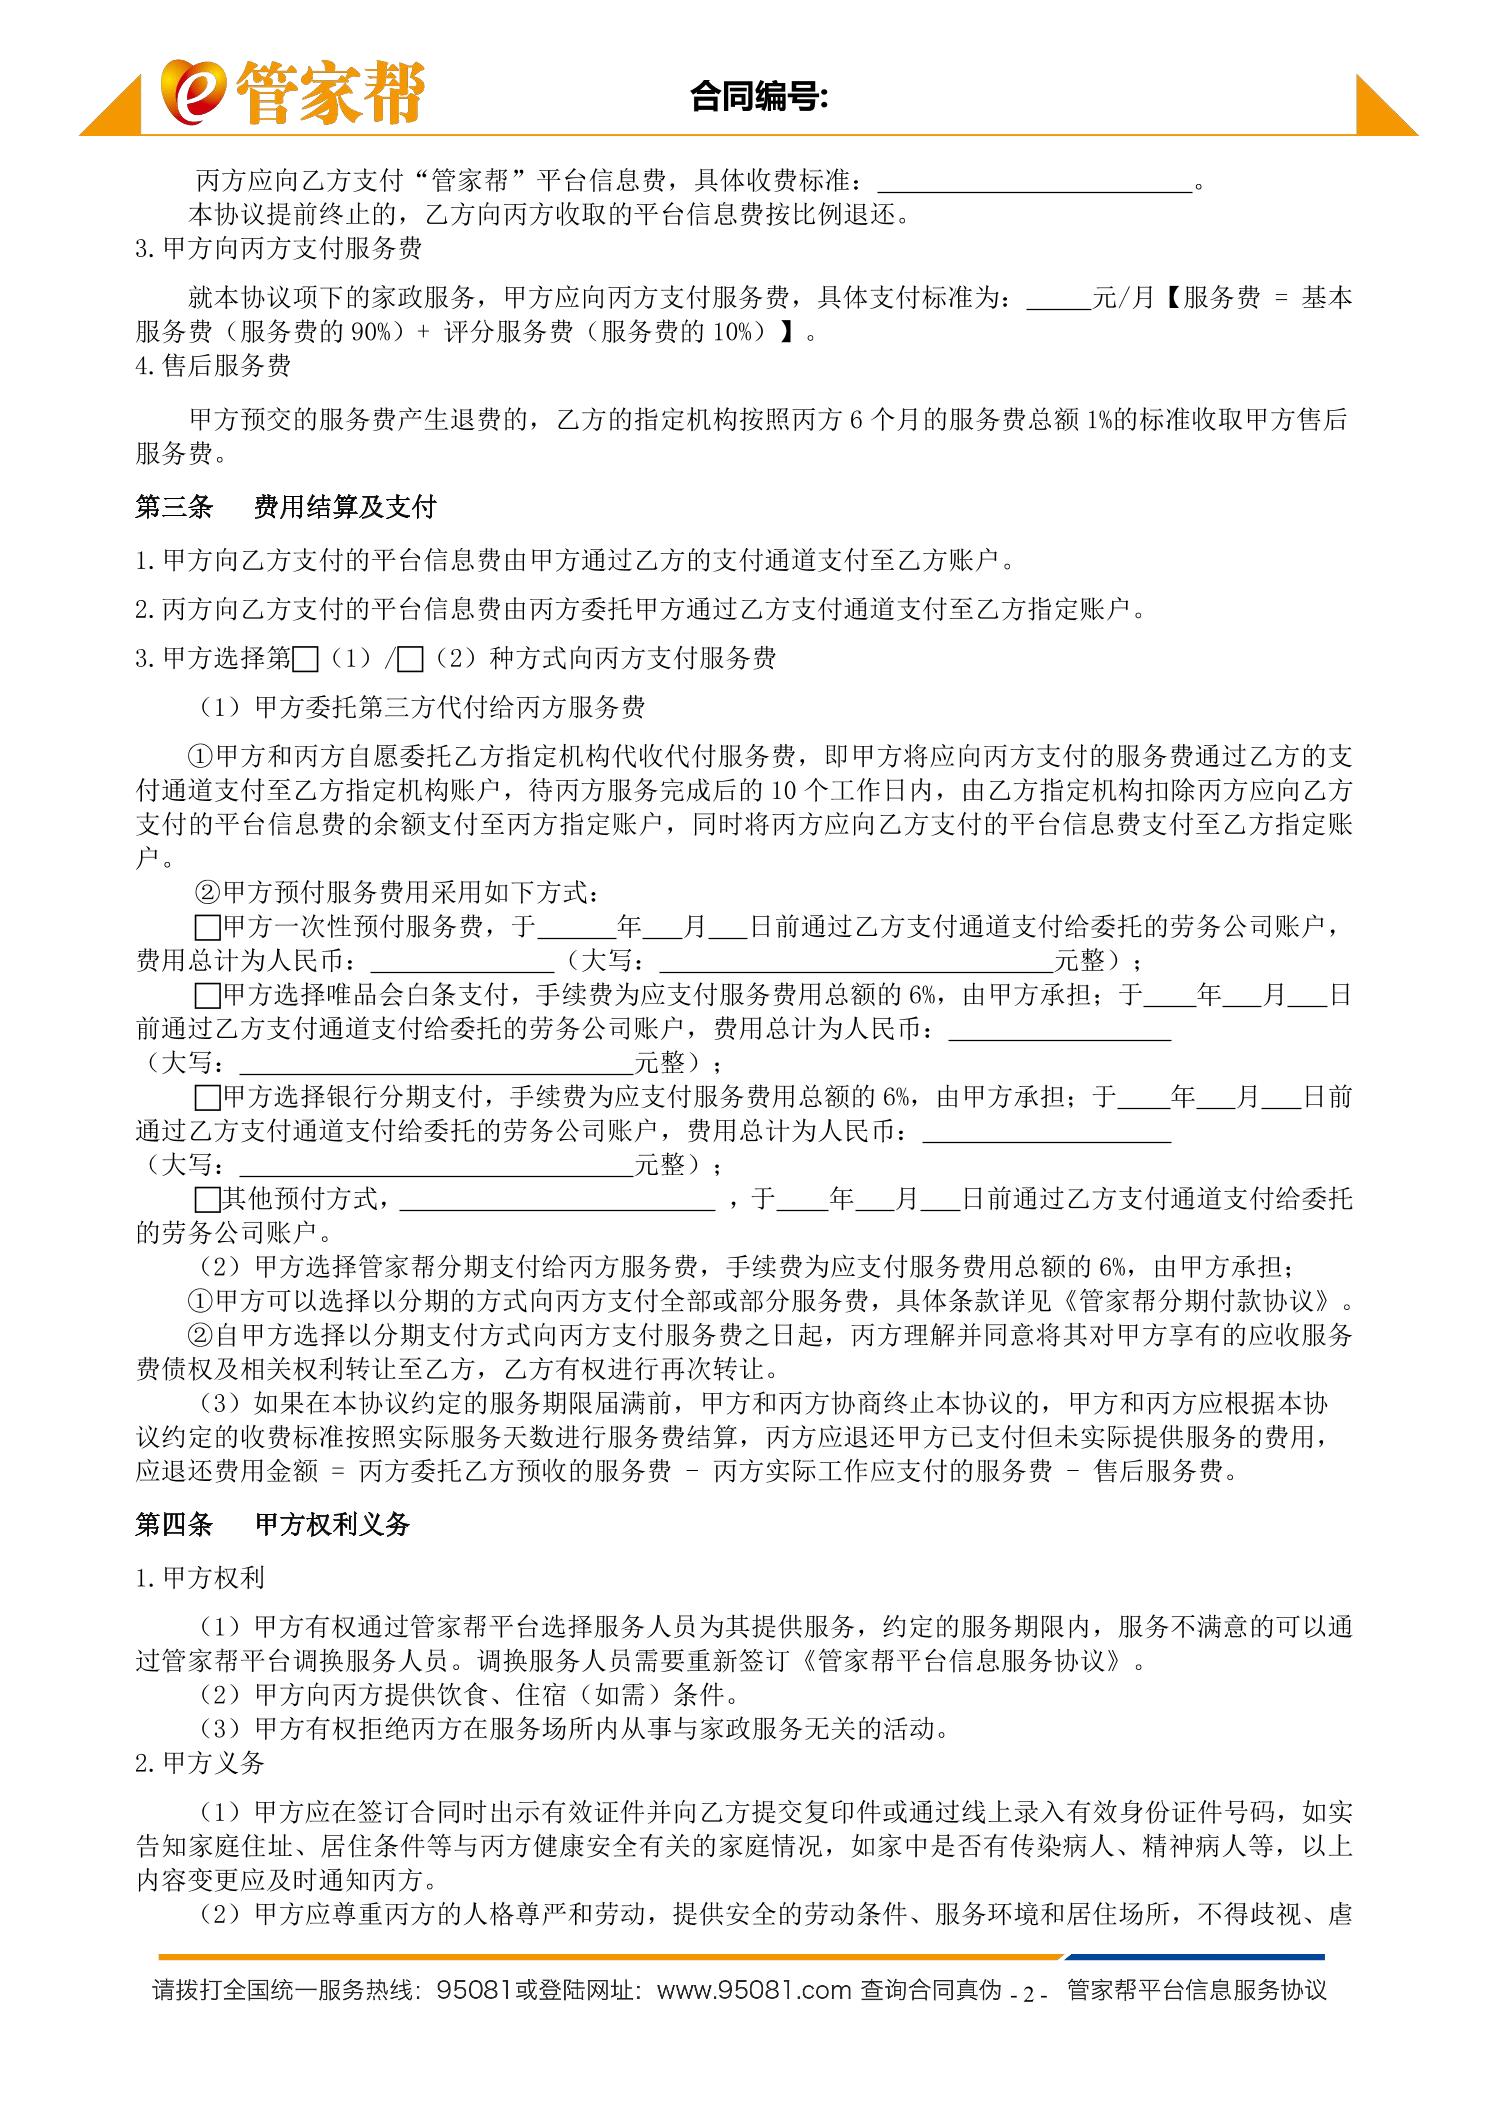 管家帮
合同编号:
丙方应向乙方支付“管家帮”平台信息费，具体收费标准：________________________。
本协议提前终止的，乙方向丙方收取的平台信息费按比例退还。
3.甲方向丙方支付服务费
就本协议项下的家政服务，甲方应向丙方支付服务费，具体支付标准为：_____元/月【服务费 = 基本
服务费（服务费的 90%）+ 评分服务费（服务费的 10%）】。
4.售后服务费
甲方预交的服务费产生退费的，乙方的指定机构按照丙方 6 个月的服务费总额 1%的标准收取甲方售后
服务费。
第三条 费用结算及支付
1.甲方向乙方支付的平台信息费由甲方通过乙方的支付通道支付至乙方账户。
2.丙方向乙方支付的平台信息费由丙方委托甲方通过乙方支付通道支付至乙方指定账户。
3.甲方选择第□（1）/□（2）种方式向丙方支付服务费
（1）甲方委托第三方代付给丙方服务费
①甲方和丙方自愿委托乙方指定机构代收代付服务费，即甲方将应向丙方支付的服务费通过乙方的支
付通道支付至乙方指定机构账户，待丙方服务完成后的 10 个工作日内，由乙方指定机构扣除丙方应向乙方
支付的平台信息费的余额支付至丙方指定账户，同时将丙方应向乙方支付的平台信息费支付至乙方指定账
户。
②甲方预付服务费用采用如下方式：
□甲方一次性预付服务费，于______年___月___日前通过乙方支付通道支付给委托的劳务公司账户，
费用总计为人民币：______________（大写：______________________________元整）；
□甲方选择唯品会白条支付，手续费为应支付服务费用总额的 6%，由甲方承担；于____年___月___日
前通过乙方支付通道支付给委托的劳务公司账户，费用总计为人民币：_________________
（大写：______________________________元整）；
□甲方选择银行分期支付，手续费为应支付服务费用总额的 6%，由甲方承担；于____年___月___日前
通过乙方支付通道支付给委托的劳务公司账户，费用总计为人民币：___________________
（大写：______________________________元整）；
□其他预付方式，________________________ ，于____年___月___日前通过乙方支付通道支付给委托
的劳务公司账户。
（2）甲方选择管家帮分期支付给丙方服务费，手续费为应支付服务费用总额的 6%，由甲方承担；
①甲方可以选择以分期的方式向丙方支付全部或部分服务费，具体条款详见《管家帮分期付款协议》。
②自甲方选择以分期支付方式向丙方支付服务费之日起，丙方理解并同意将其对甲方享有的应收服务
费债权及相关权利转让至乙方，乙方有权进行再次转让。
（3）如果在本协议约定的服务期限届满前，甲方和丙方协商终止本协议的，甲方和丙方应根据本协
议约定的收费标准按照实际服务天数进行服务费结算，丙方应退还甲方已支付但未实际提供服务的费用，
应退还费用金额 = 丙方委托乙方预收的服务费 - 丙方实际工作应支付的服务费 - 售后服务费。
第四条 甲方权利义务
1.甲方权利
（1）甲方有权通过管家帮平台选择服务人员为其提供服务，约定的服务期限内，服务不满意的可以通
过管家帮平台调换服务人员。调换服务人员需要重新签订《管家帮平台信息服务协议》。
（2）甲方向丙方提供饮食、住宿（如需）条件。
（3）甲方有权拒绝丙方在服务场所内从事与家政服务无关的活动。
2.甲方义务
（1）甲方应在签订合同时出示有效证件并向乙方提交复印件或通过线上录入有效身份证件号码，如实
告知家庭住址、居住条件等与丙方健康安全有关的家庭情况，如家中是否有传染病人、精神病人等，以上
内容变更应及时通知丙方。
（2）甲方应尊重丙方的人格尊严和劳动，提供安全的劳动条件、服务环境和居住场所，不得歧视、虐
请拨打全国统一服务热线：95081或登陆网址：www.95081.com 查询合同真伪 - 2 - 管家帮平台信息服务协议